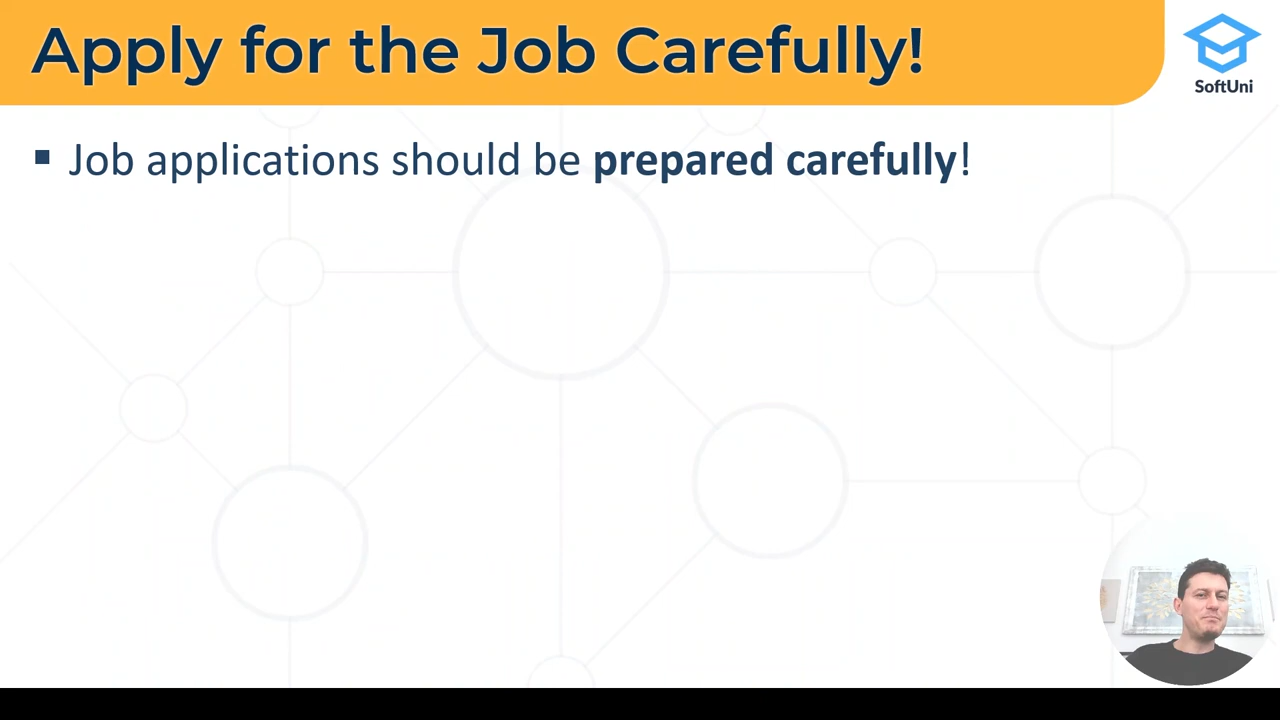 Apply for the Job Carefully!
SoftUni
▪ Job applications should be prepared carefully!